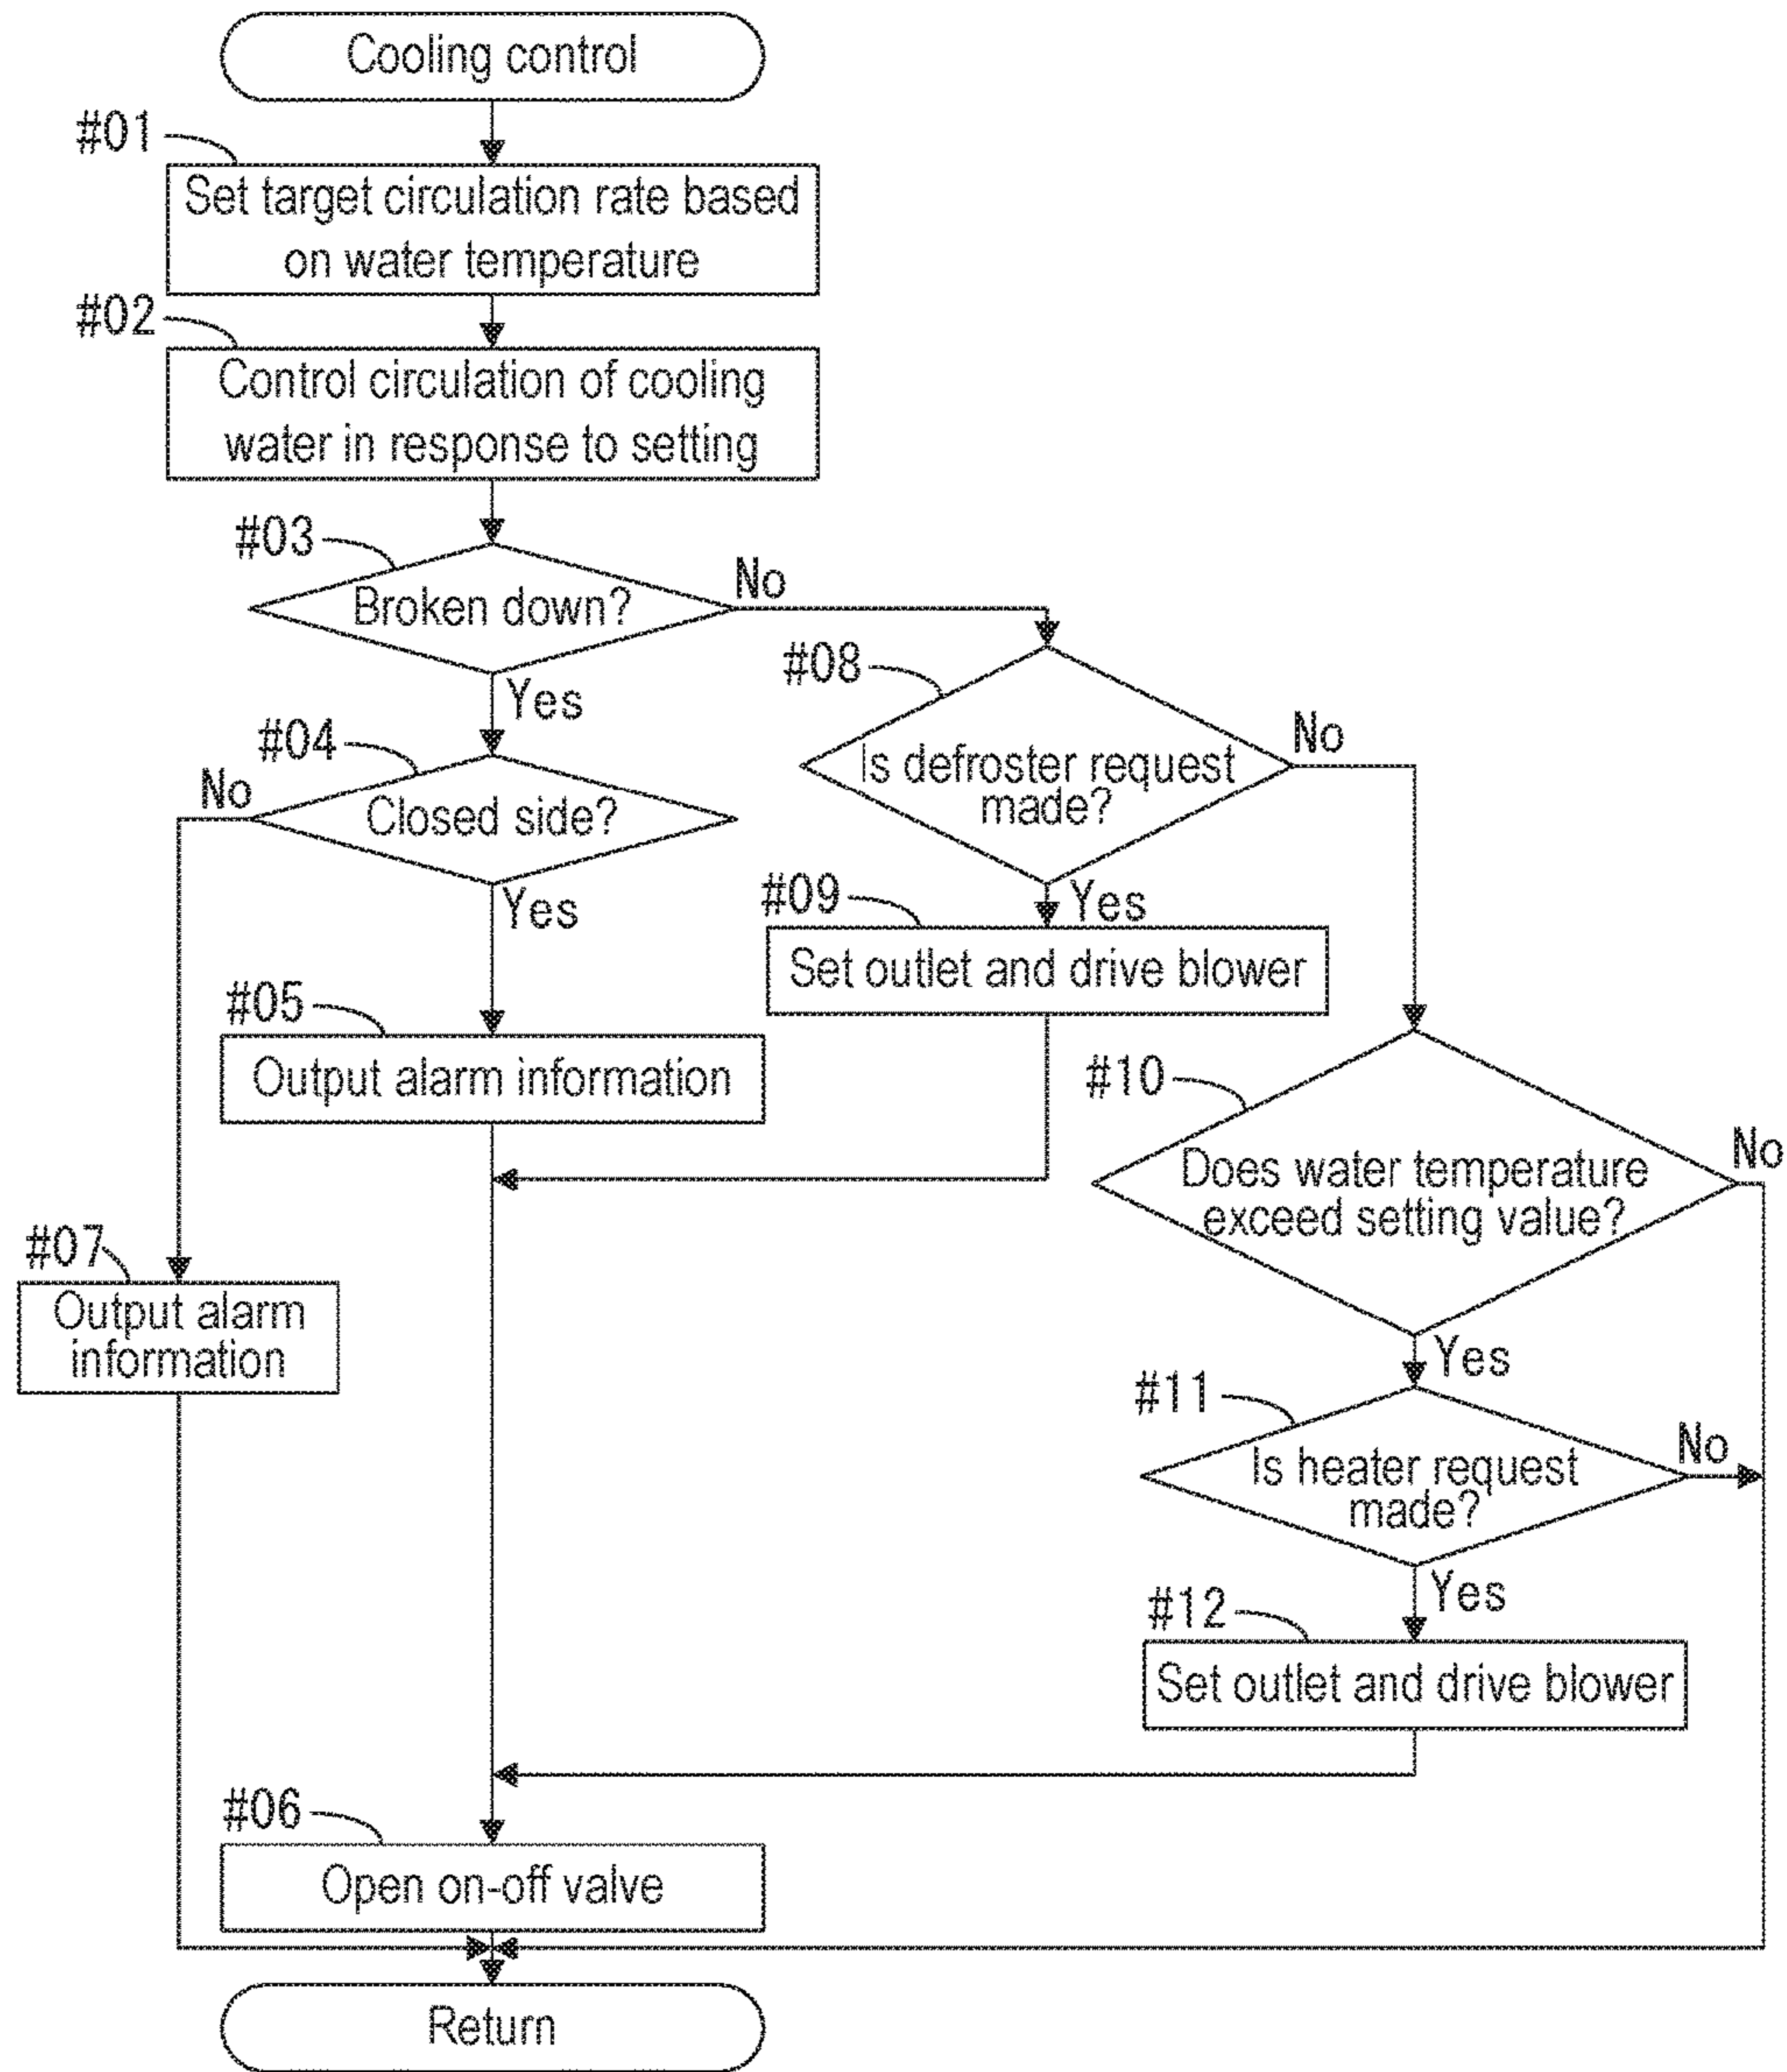 Cooling control
#01
Set target circulation rate based
on water temperature
#02
Control circulation of cooling
water in response to setting
#03
Broken down?
No
Yes
#08
Is defroster request
made?
No
#04
No
Closed side?
Yes
#09
Yes
Set outlet and drive blower
#05
Output alarm information
#10
Does water temperature
exceed setting value?
No
#07
Output alarm
information
Yes
#11
Is heater request
made?
No
Yes
#12
Set outlet and drive blower
#06
Open on-off valve
Return